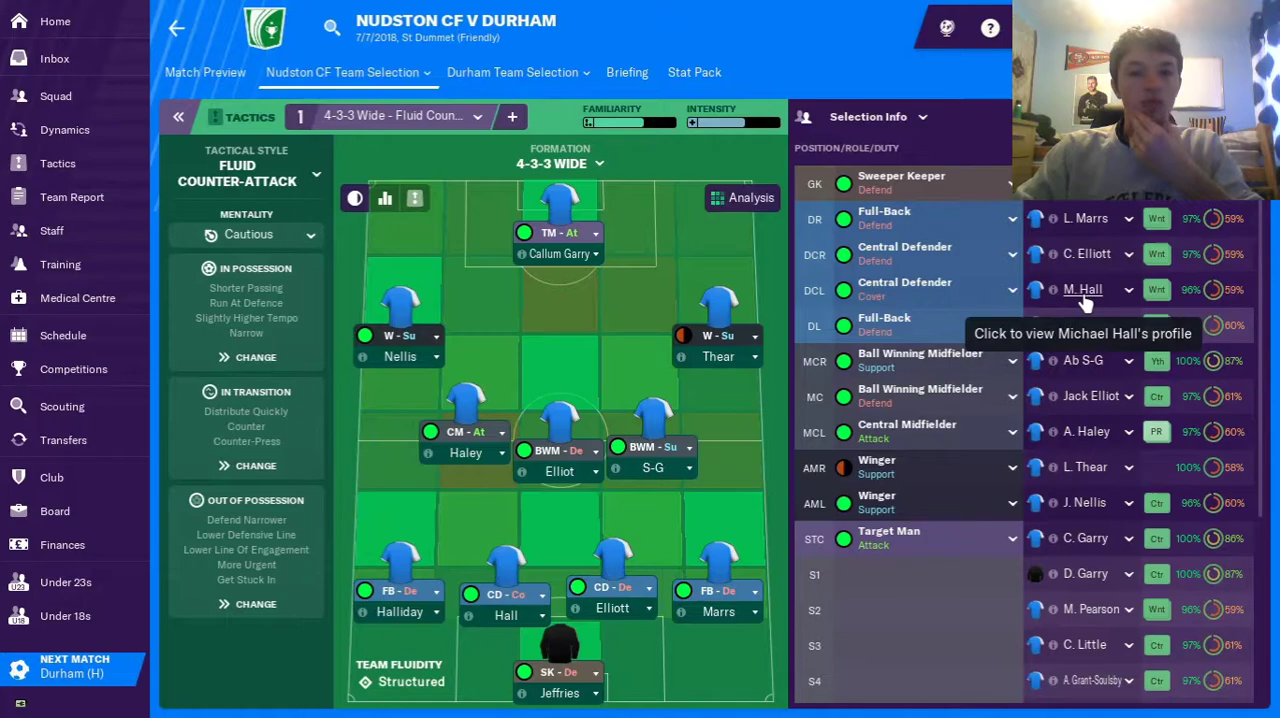 Home
Inbox
Squad
Dynamics
Tactics
Team Report
Staff
Training
Medical Centre
Schedule
Competitions
Scouting
Transfers
Club
Board
Finances
U23 Under 23s
U18 Under 18s
NEXT MATCH
Durham (H)
NUDSTON CF V DURHAM
7/7/2018, St Dummet (Friendly)
Match Preview
Nudston CF Team Selection
Durham Team Selection
Briefing
Stat Pack
?
TACTICS
1 4-3-3 Wide - Fluid Coun...
+
FAMILIARITY
INTENSITY
TACTICAL STYLE
FLUID
COUNTER-ATTACK
MENTALITY
Cautious
IN POSSESSION
Shorter Passing
Run At Defence
Slightly Higher Tempo
Narrow
CHANGE
IN TRANSITION
Distribute Quickly
Counter
Counter-Press
CHANGE
OUT OF POSSESSION
Defend Narrower
Lower Defensive Line
Lower Line of Engagement
More Urgent
Get Stuck In
CHANGE
FORMATION
4-3-3 WIDE
Analysis
TM - At
Callum Garry
W - Su
Nellis
W - Su
Thear
CM - At
Haley
BWM - De
Elliot
BWM - Su
S-G
FB - De
Halliday
CD - Co
Hall
CD - De
Elliott
FB - De
Marrs
SK - De
Jeffries
TEAM FLUIDITY
Structured
Selection Info
POSITION/ROLE/DUTY
GK Sweeper Keeper
Defend
DR Full-Back
Defend
L. Marrs Wnt 97% 59%
DCR Central Defender
Defend
C. Elliott Wnt 97% 59%
DCL Central Defender
Cover
M. Hall Wnt 96% 59%
DL Full-Back
Defend
60%
Click to view Michael Hall's profile
MCR Ball Winning Midfielder
Support
Ab S-G Yth 100% 87%
MC Ball Winning Midfielder
Defend
Jack Elliot Ctr 97% 61%
MCL Central Midfielder
Attack
A. Haley PR 97% 60%
AMR Winger
Support
L. Thear 100% 58%
AML Winger
Support
J. Nellis Ctr 96% 60%
STC Target Man
Attack
C. Garry Ctr 100% 86%
S1 D. Garry Ctr 100% 87%
S2 M. Pearson Wnt 96% 59%
S3 C. Little Ctr 97% 61%
S4 A Grant-Soulsby Ctr 97% 61%